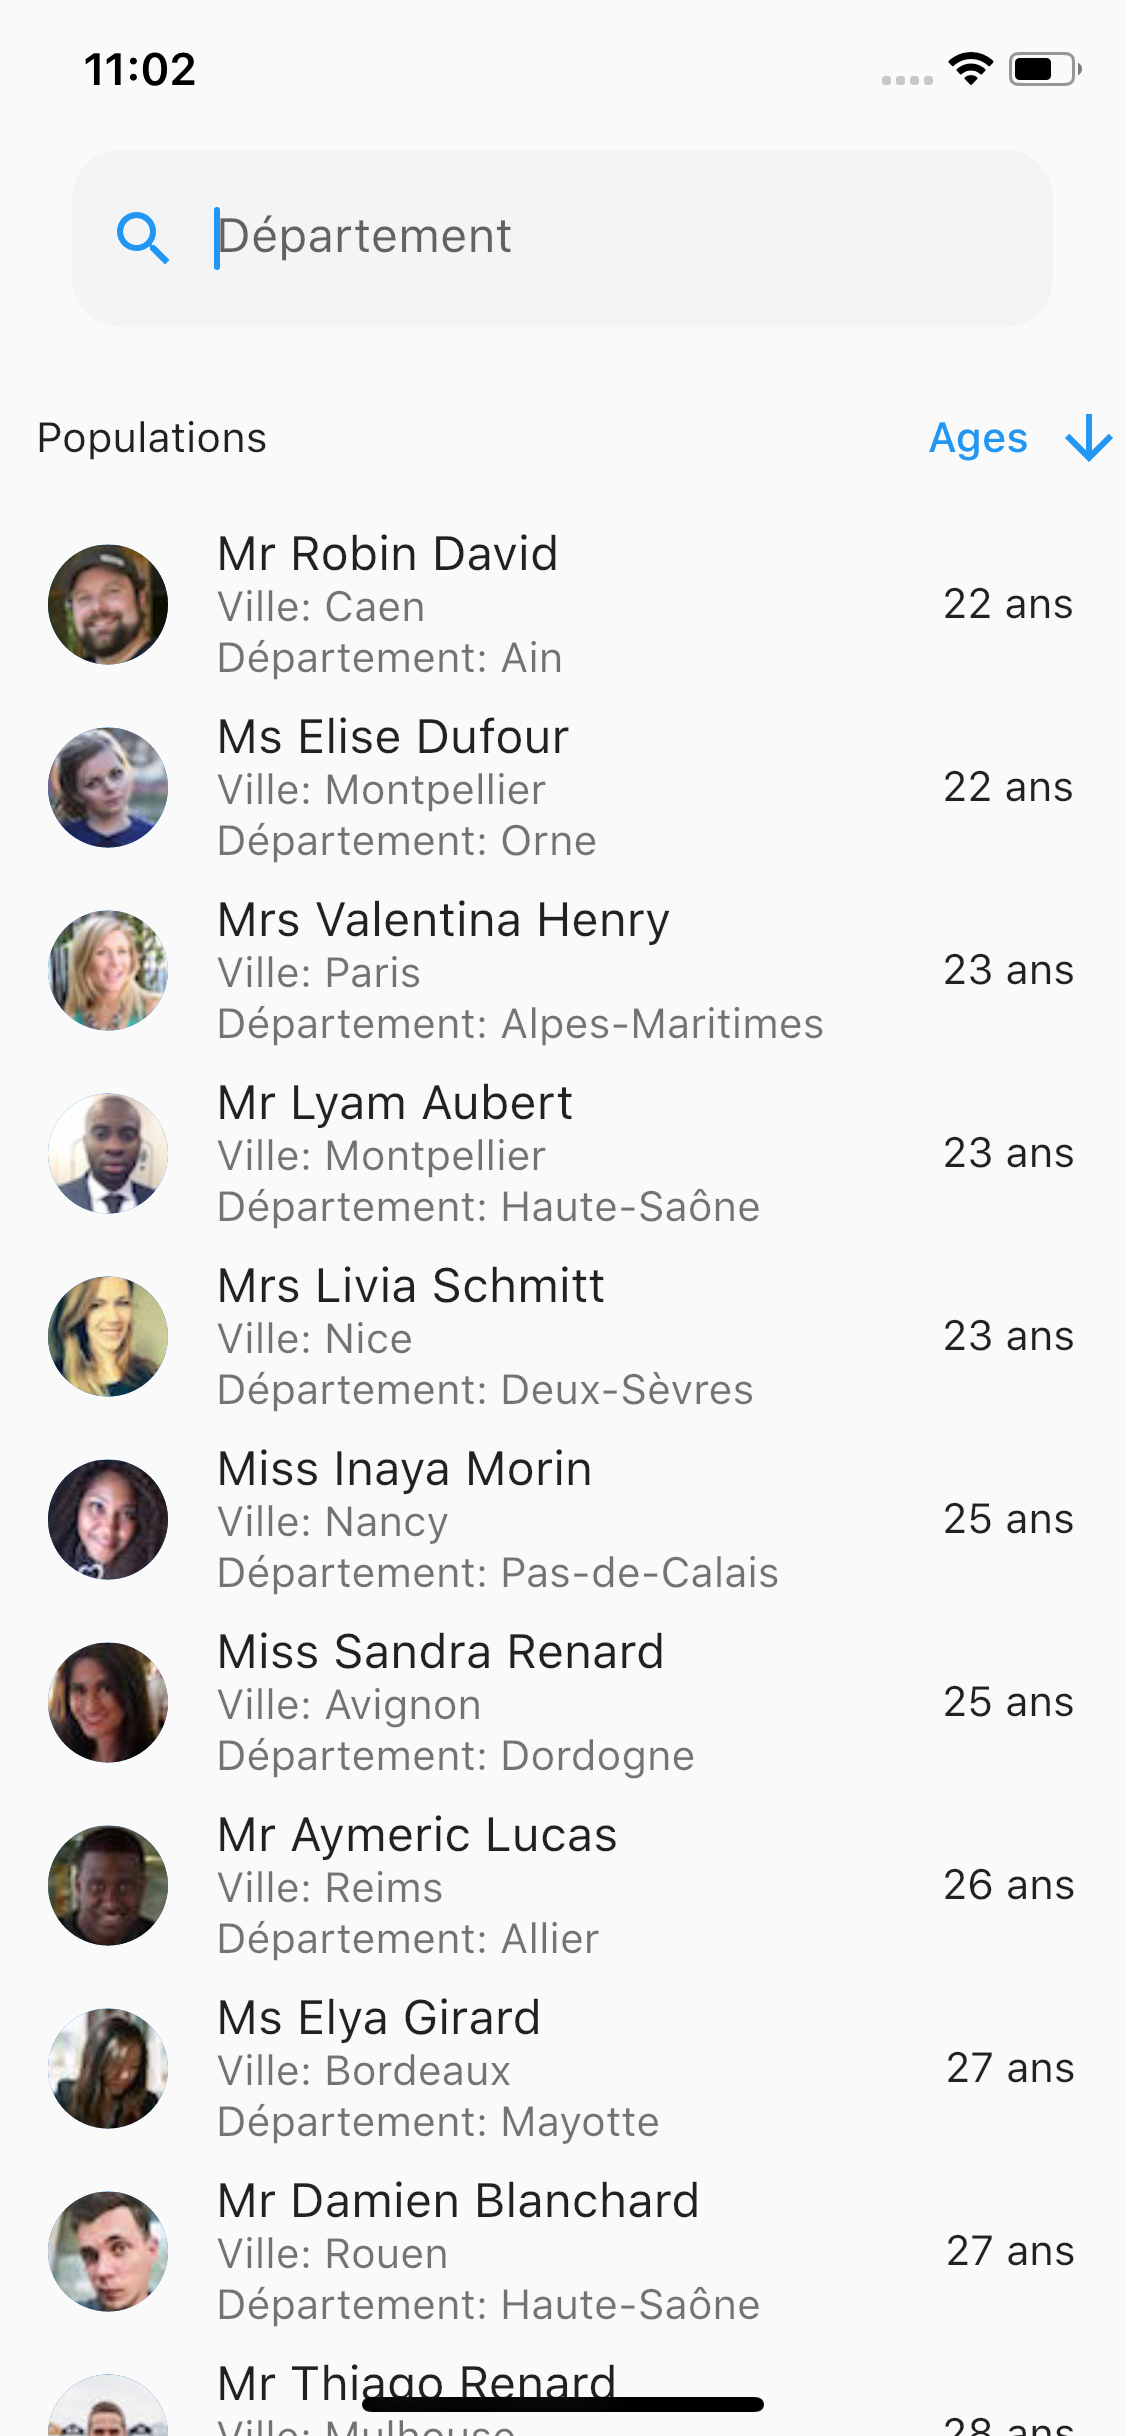 11:02
Département
Populations Ages
Mr Robin David
Ville: Caen
22 ans
Département: Ain
Ms Elise Dufour
Ville: Montpellier
22 ans
Département: Orne
Mrs Valentina Henry
Ville: Paris
23 ans
Département: Alpes-Maritimes
Mr Lyam Aubert
Ville: Montpellier
23 ans
Département: Haute-Saône
Mrs Livia Schmitt
Ville: Nice
23 ans
Département: Deux-Sèvres
Miss Inaya Morin
Ville: Nancy
25 ans
Département: Pas-de-Calais
Miss Sandra Renard
Ville: Avignon
25 ans
Département: Dordogne
Mr Aymeric Lucas
Ville: Reims
26 ans
Département: Allier
Ms Elya Girard
Ville: Bordeaux
27 ans
Département: Mayotte
Mr Damien Blanchard
Ville: Rouen
27 ans
Département: Haute-Saône
Mr Thiago Renard
Ville: Mulhouse
28 ans